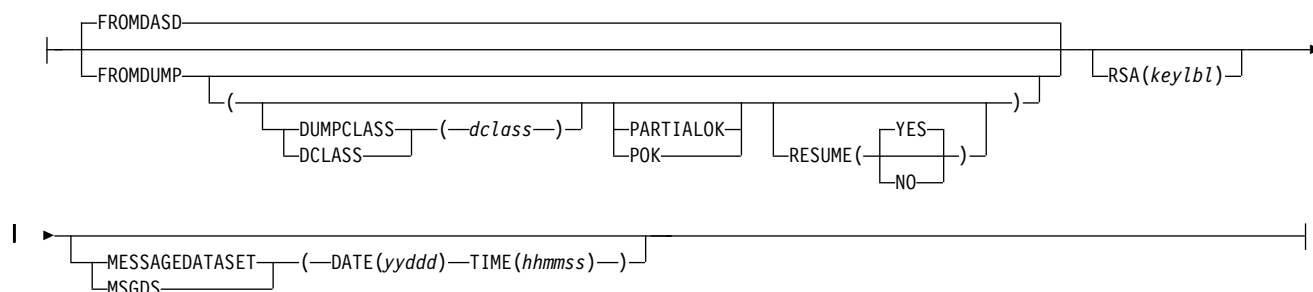 FROMDASD
FROMDUMP
RSA(keylbl)
( )
DUMPCLASS (dclass) PARTIALOK YES
DCLASS POK RESUME( )
NO
MESSAGEDATASET (DATE(yyddd) TIME(hhmmss) )
MSGDS